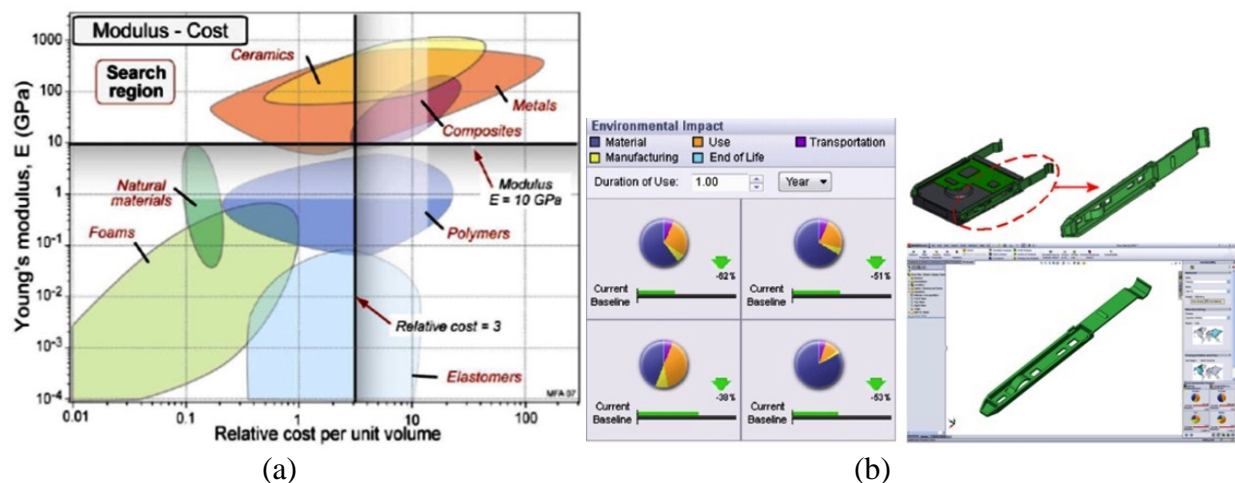 Modulus - Cost
Ceramics
Search
region
Metals
Composites
Natural
materials
Foams
Modulus
E = 10 GPa
Polymers
Relative cost = 3
Elastomers
MFA 07
Young's modulus, E (GPa)
1000
100
10
1
10-1
10-2
10-3
10-4
0.01
0.1
1
10
100
Relative cost per unit volume
(a)
Environmental Impact
Material
Use
Transportation
Manufacturing
End of Life
Duration of Use: 1.00 Year
-62%
Current
Baseline
-51%
Current
Baseline
-38%
Current
Baseline
-53%
Current
Baseline
(b)